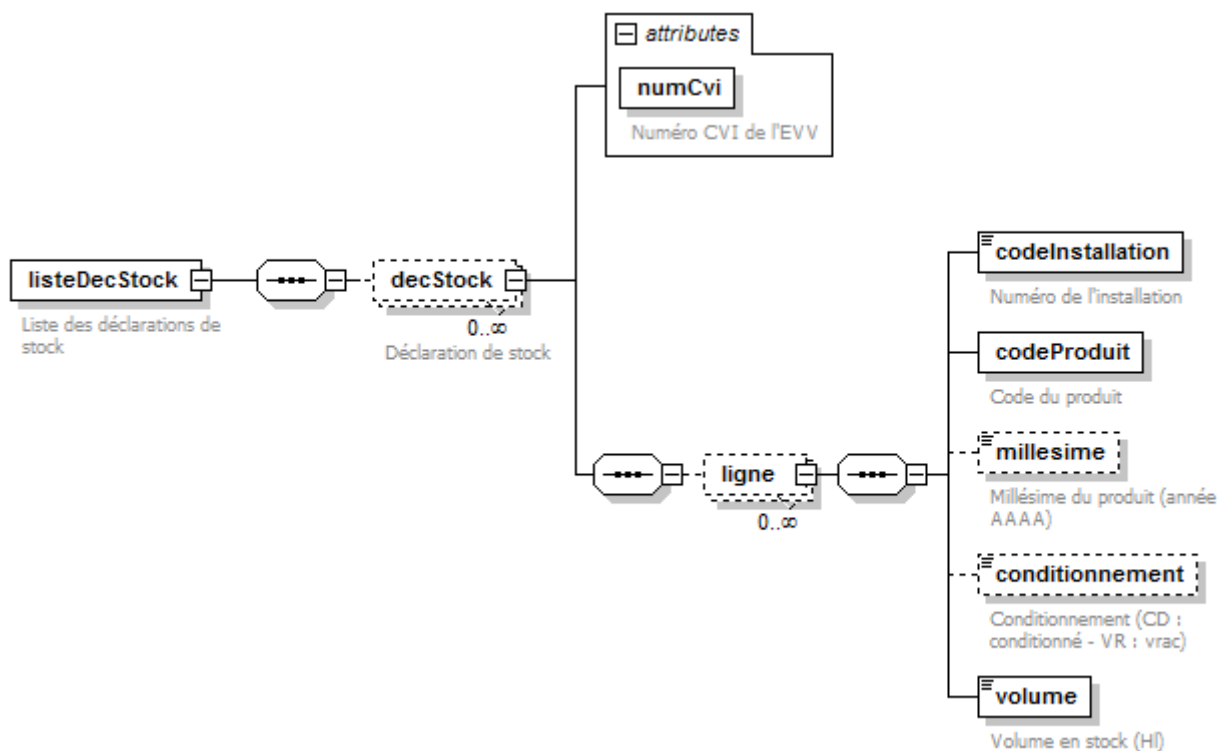 attributes
numCvi
Numéro CVI de l'EVV
listeDecStock
Liste des déclarations de
stock
decStock
0..∞
Déclaration de stock
ligne
0..∞
codeInstallation
Numéro de l'installation
codeProduit
Code du produit
millesime
Millésime du produit (année
AAAA)
conditionnement
Conditionnement (CD :
conditionné - VR : vrac)
volume
Volume en stock (Hl)